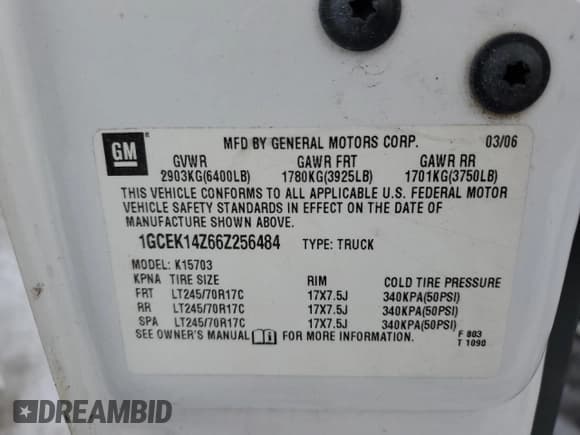 GM
®
MFD BY GENERAL MOTORS CORP. 03/06
GVWR GAWR FRT GAWR RR
2903KG(6400LB) 1780KG(3925LB) 1701KG(3750LB)
THIS VEHICLE CONFORMS TO ALL APPLICABLE U.S. FEDERAL MOTOR
VEHICLE SAFETY STANDARDS IN EFFECT ON THE DATE OF
MANUFACTURE SHOWN ABOVE.
1GCEK14Z66Z256484 TYPE: TRUCK
MODEL: K15703
KPNA TIRE SIZE RIM COLD TIRE PRESSURE
FRT LT245/70R17C 17X7.5J 340KPA(50PSI)
RR LT245/70R17C 17X7.5J 340KPA(50PSI)
SPA LT245/70R17C 17X7.5J 340KPA(50PSI)
SEE OWNER'S MANUAL FOR MORE INFORMATION.
F 803
T 1090
DREAMBID